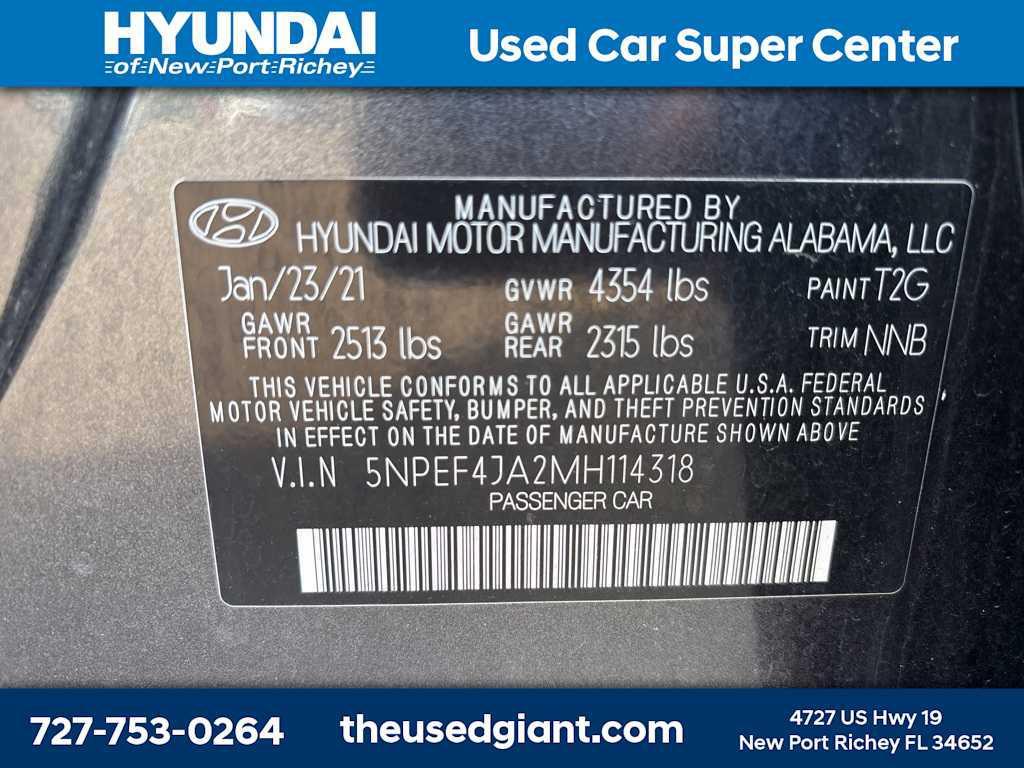 HYUNDAI
of New Port Richey
Used Car Super Center
MANUFACTURED BY
HYUNDAI MOTOR MANUFACTURING ALABAMA, LLC
Jan/23/21 GVWR 4354 lbs PAINT T2G
GAWR FRONT 2513 lbs GAWR REAR 2315 lbs TRIM NNB
THIS VEHICLE CONFORMS TO ALL APPLICABLE U.S.A. FEDERAL
MOTOR VEHICLE SAFETY, BUMPER, AND THEFT PREVENTION STANDARDS
IN EFFECT ON THE DATE OF MANUFACTURE SHOWN ABOVE
V.I.N 5NPEF4JA2MH114318
PASSENGER CAR
727-753-0264
theusedgiant.com
4727 US Hwy 19
New Port Richey FL 34652